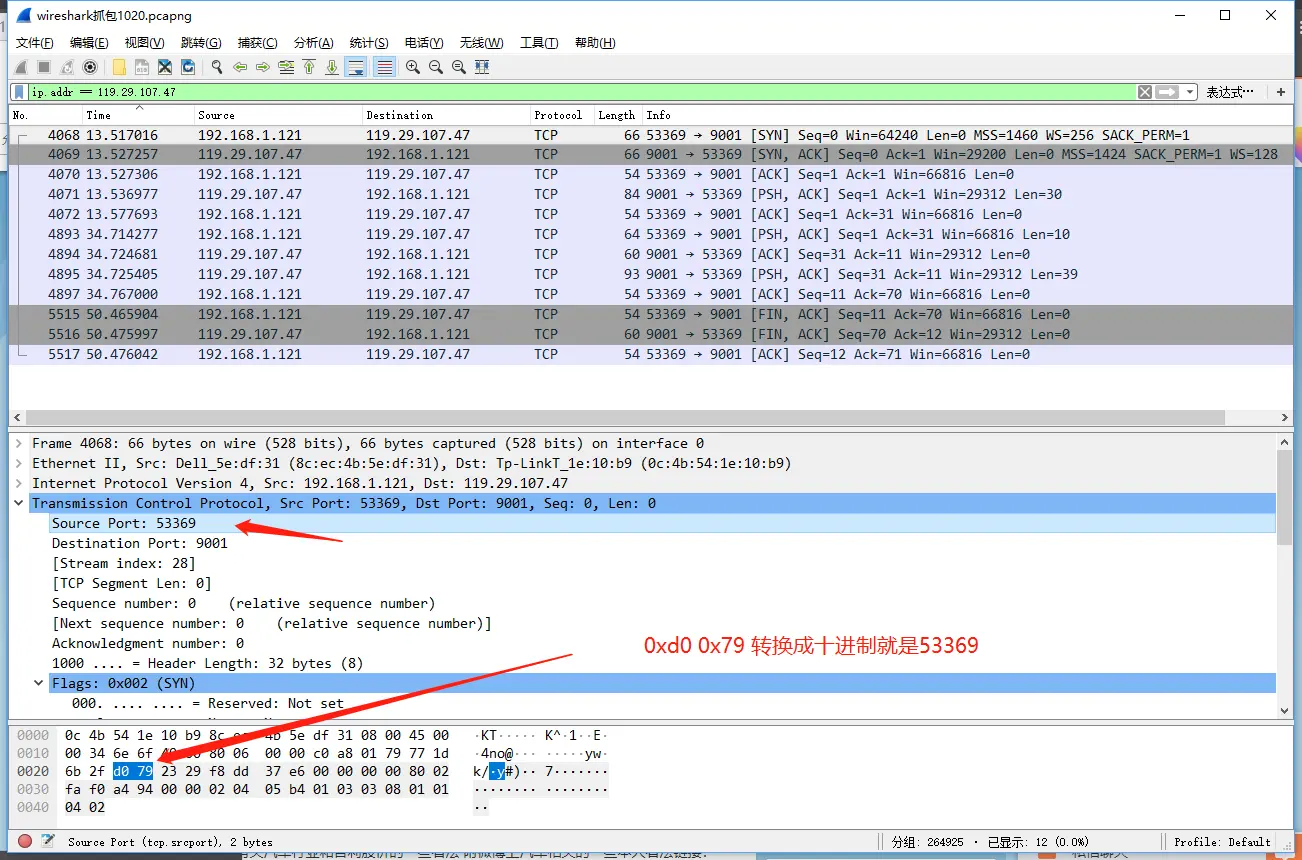 wireshark抓包1020.pcapng
文件(F) 编辑(E) 视图(V) 跳转(G) 捕获(C) 分析(A) 统计(S) 电话(Y) 无线(W) 工具(T) 帮助(H)
ip.addr == 119.29.107.47 表达式… +
No. Time Source Destination Protocol Length Info
4068 13.517016 192.168.1.121 119.29.107.47 TCP 66 53369 → 9001 [SYN] Seq=0 Win=64240 Len=0 MSS=1460 WS=256 SACK_PERM=1
4069 13.527257 119.29.107.47 192.168.1.121 TCP 66 9001 → 53369 [SYN, ACK] Seq=0 Ack=1 Win=29200 Len=0 MSS=1424 SACK_PERM=1 WS=128
4070 13.527306 192.168.1.121 119.29.107.47 TCP 54 53369 → 9001 [ACK] Seq=1 Ack=1 Win=66816 Len=0
4071 13.536977 119.29.107.47 192.168.1.121 TCP 84 9001 → 53369 [PSH, ACK] Seq=1 Ack=1 Win=29312 Len=30
4072 13.577693 192.168.1.121 119.29.107.47 TCP 54 53369 → 9001 [ACK] Seq=1 Ack=31 Win=66816 Len=0
4893 34.714277 192.168.1.121 119.29.107.47 TCP 64 53369 → 9001 [PSH, ACK] Seq=1 Ack=31 Win=66816 Len=10
4894 34.724681 119.29.107.47 192.168.1.121 TCP 60 9001 → 53369 [ACK] Seq=31 Ack=11 Win=29312 Len=0
4895 34.725405 119.29.107.47 192.168.1.121 TCP 93 9001 → 53369 [PSH, ACK] Seq=31 Ack=11 Win=29312 Len=39
4897 34.767000 192.168.1.121 119.29.107.47 TCP 54 53369 → 9001 [ACK] Seq=11 Ack=70 Win=66816 Len=0
5515 50.465904 192.168.1.121 119.29.107.47 TCP 54 53369 → 9001 [FIN, ACK] Seq=11 Ack=70 Win=66816 Len=0
5516 50.475997 119.29.107.47 192.168.1.121 TCP 60 9001 → 53369 [FIN, ACK] Seq=70 Ack=12 Win=29312 Len=0
5517 50.476042 192.168.1.121 119.29.107.47 TCP 54 53369 → 9001 [ACK] Seq=12 Ack=71 Win=66816 Len=0
Frame 4068: 66 bytes on wire (528 bits), 66 bytes captured (528 bits) on interface 0
Ethernet II, Src: Dell_5e:df:31 (8c:ec:4b:5e:df:31), Dst: Tp-LinkT_1e:10:b9 (0c:4b:54:1e:10:b9)
Internet Protocol Version 4, Src: 192.168.1.121, Dst: 119.29.107.47
Transmission Control Protocol, Src Port: 53369, Dst Port: 9001, Seq: 0, Len: 0
Source Port: 53369
Destination Port: 9001
[Stream index: 28]
[TCP Segment Len: 0]
Sequence number: 0 (relative sequence number)
[Next sequence number: 0 (relative sequence number)]
Acknowledgment number: 0
0xd0 0x79 转换成十进制就是53369
1000 .... = Header Length: 32 bytes (8)
Flags: 0x002 (SYN)
000. .... .... = Reserved: Not set
0000 0c 4b 54 1e 10 b9 8c 4b 5e df 31 08 00 45 00 ·KT····· K^·1··E·
0010 00 34 6e 6f 80 06 00 00 c0 a8 01 79 77 1d ·4no@··· ·····yw·
0020 6b 2f d0 79 23 29 f8 dd 37 e6 00 00 00 00 80 02 k/·y#)·· 7·······
0030 fa f0 a4 94 00 00 02 04 05 b4 01 03 03 08 01 01 ········ ········
0040 04 02 ··
Source Port (tcp.srcport), 2 bytes 分组: 264925 · 已显示: 12 (0.0%) Profile: Default